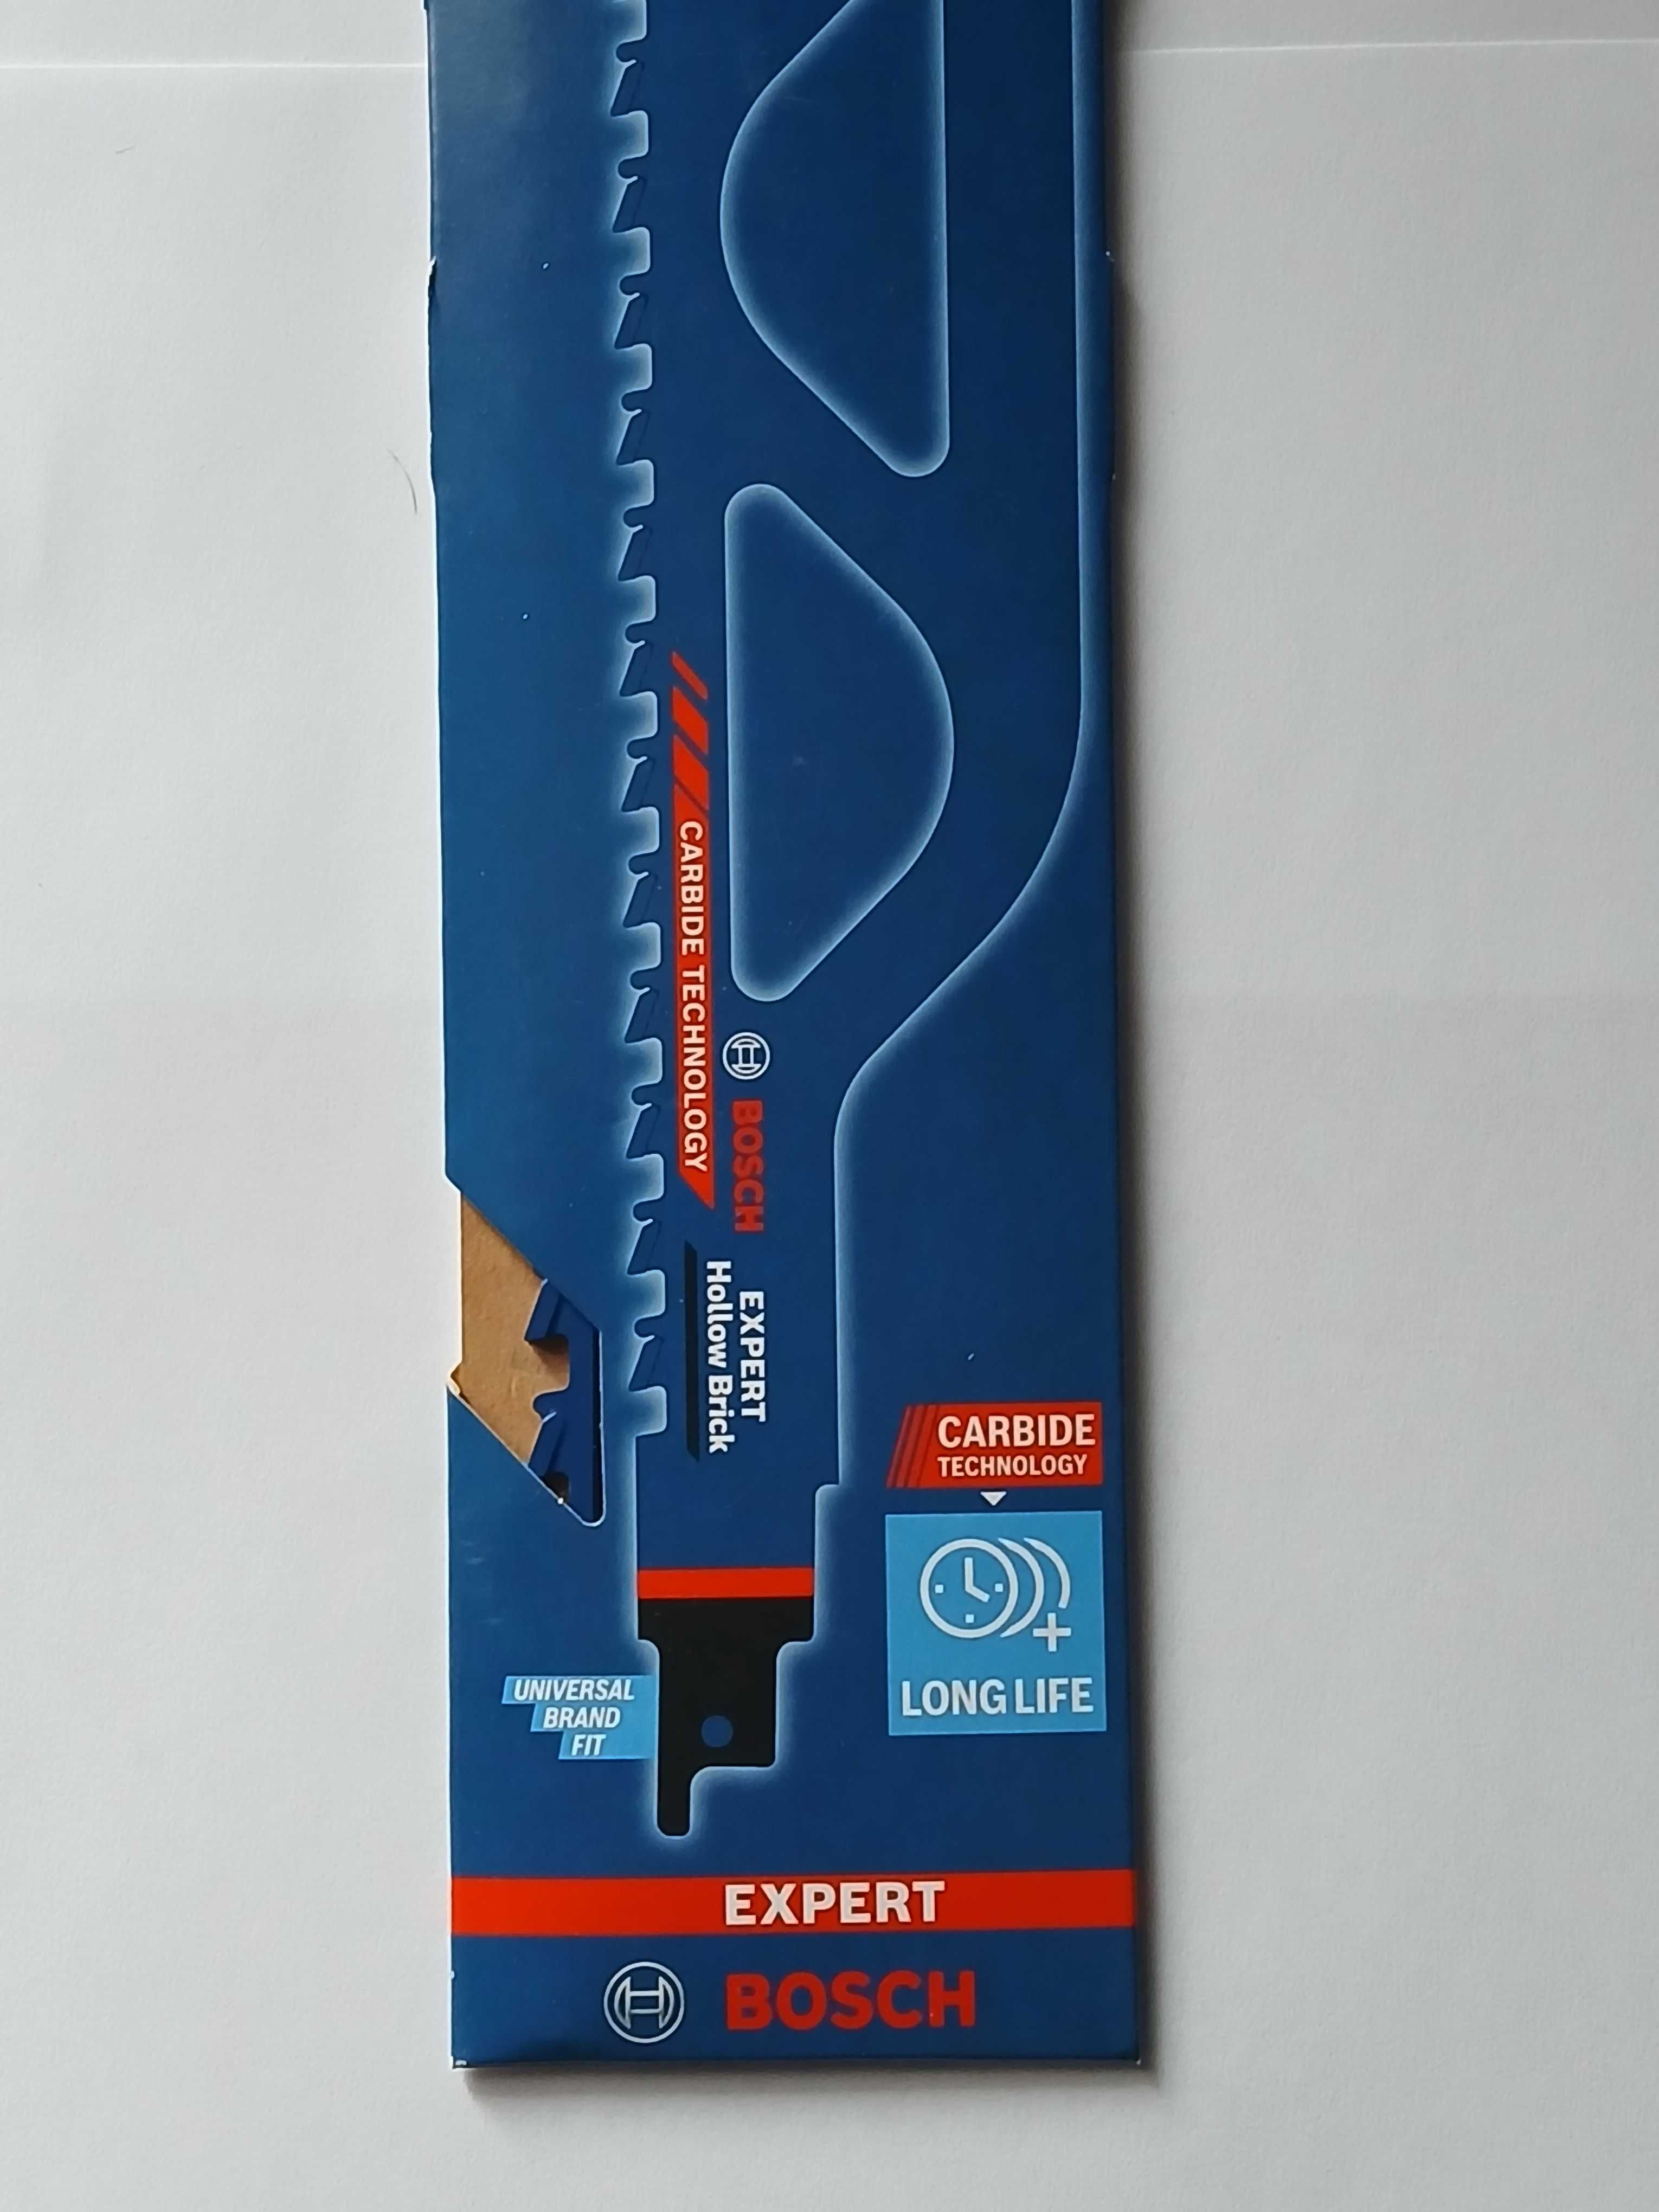 CARBIDE TECHNOLOGY
BOSCH
EXPERT
Hollow Brick
CARBIDE
TECHNOLOGY
LONG LIFE
UNIVERSAL
BRAND
FIT
EXPERT
BOSCH